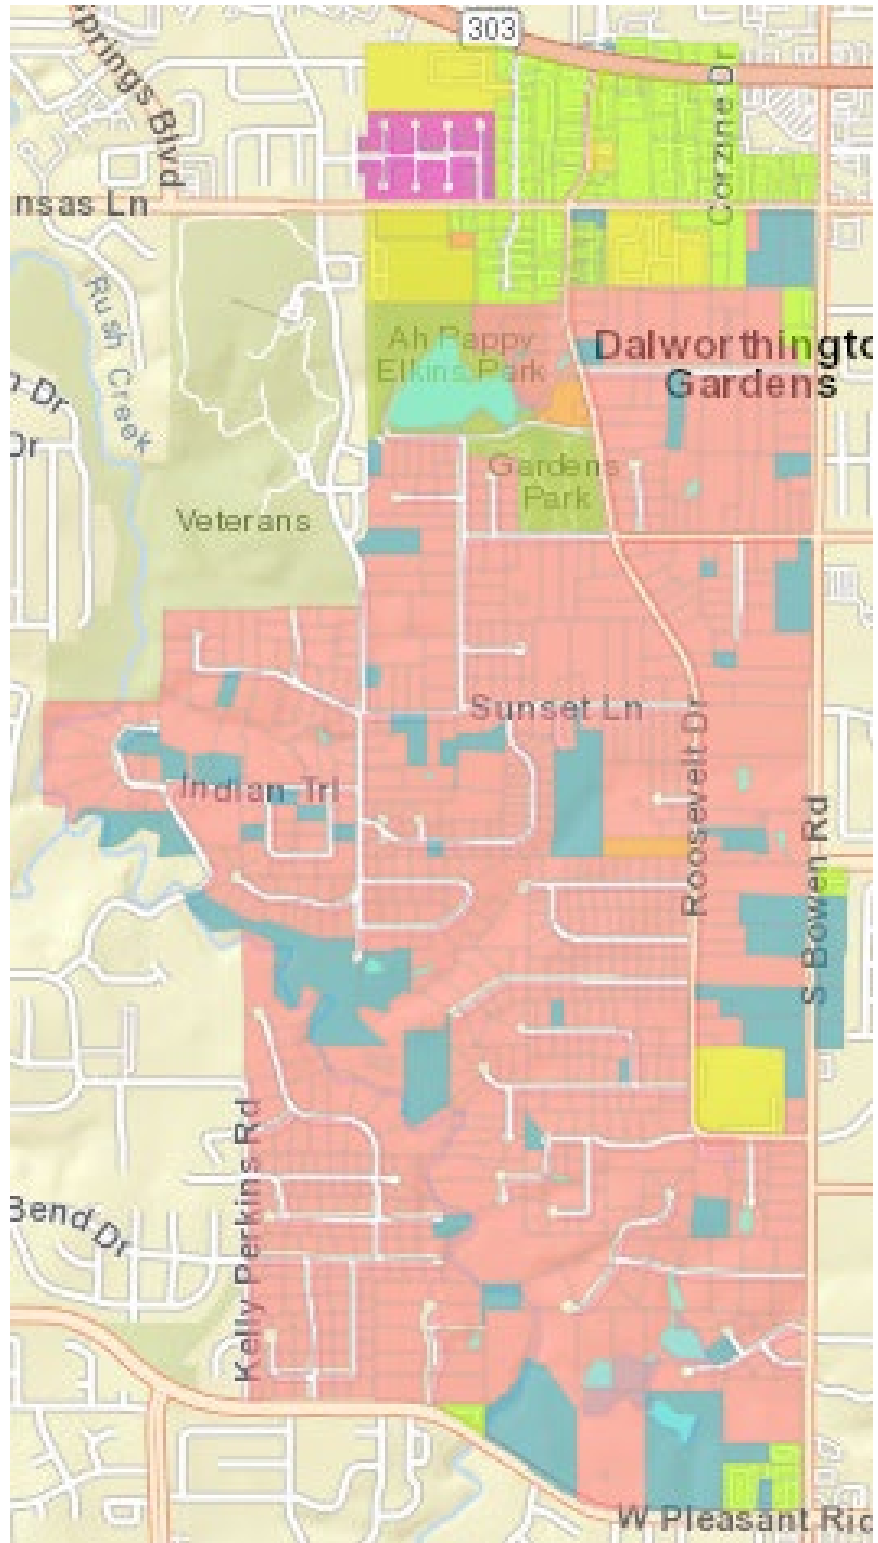 303
Springs Blvd
Corzine Dr
nsas Ln
Rush Creek
Ah Pappy
Elkins Park
Dalworthingto
Gardens
Dr
Dr
Gardens
Park
Veterans
Sunset Ln
Roosevelt Dr
Indian Trl
S Bowen Rd
Kelly Perkins Rd
Bend Dr
W Pleasant Rid